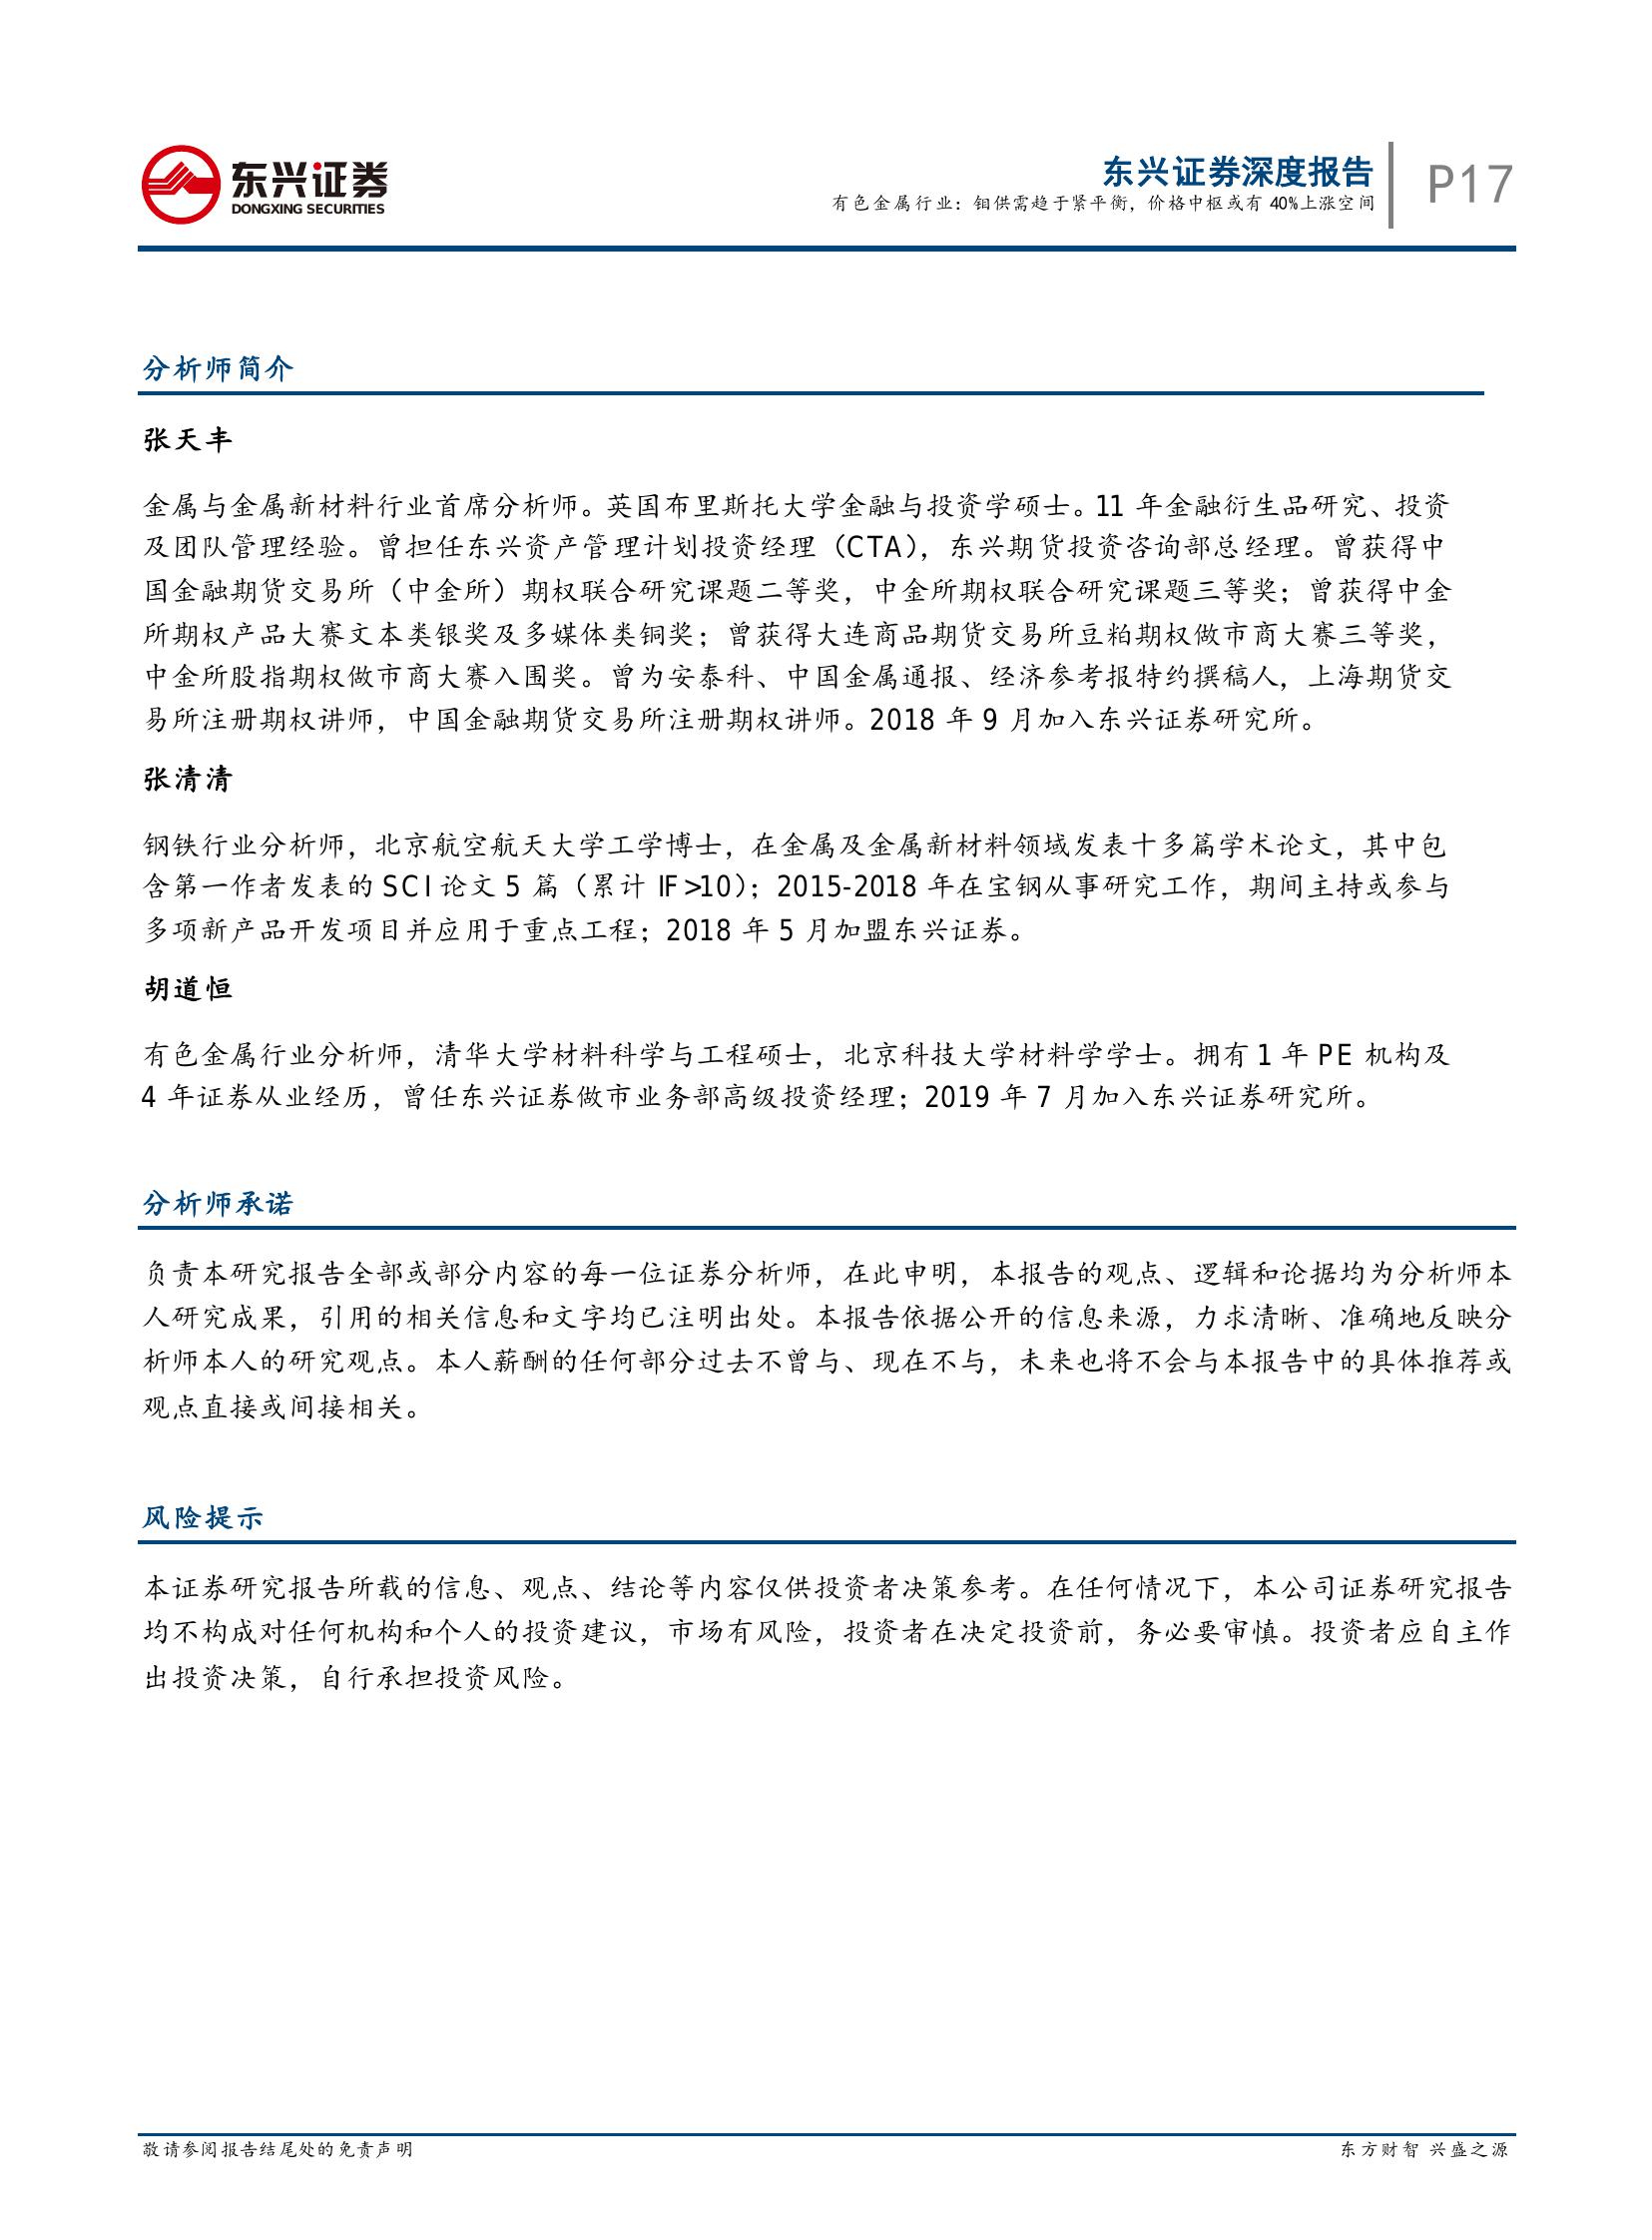 东兴证券
DONGXING SECURITIES
东兴证券深度报告
有色金属行业：钼供需趋于紧平衡，价格中枢或有 40%上涨空间
P17
分析师简介
张天丰
金属与金属新材料行业首席分析师。英国布里斯托大学金融与投资学硕士。11 年金融衍生品研究、投资
及团队管理经验。曾担任东兴资产管理计划投资经理（CTA），东兴期货投资咨询部总经理。曾获得中
国金融期货交易所（中金所）期权联合研究课题二等奖，中金所期权联合研究课题三等奖；曾获得中金
所期权产品大赛文本类银奖及多媒体类铜奖；曾获得大连商品期货交易所豆粕期权做市商大赛三等奖，
中金所股指期权做市商大赛入围奖。曾为安泰科、中国金属通报、经济参考报特约撰稿人，上海期货交
易所注册期权讲师，中国金融期货交易所注册期权讲师。2018 年 9 月加入东兴证券研究所。
张清清
钢铁行业分析师，北京航空航天大学工学博士，在金属及金属新材料领域发表十多篇学术论文，其中包
含第一作者发表的 SCI 论文 5 篇（累计 IF>10）；2015-2018 年在宝钢从事研究工作，期间主持或参与
多项新产品开发项目并应用于重点工程；2018 年 5 月加盟东兴证券。
胡道恒
有色金属行业分析师，清华大学材料科学与工程硕士，北京科技大学材料学学士。拥有 1 年 PE 机构及
4 年证券从业经历，曾任东兴证券做市业务部高级投资经理；2019 年 7 月加入东兴证券研究所。
分析师承诺
负责本研究报告全部或部分内容的每一位证券分析师，在此申明，本报告的观点、逻辑和论据均为分析师本
人研究成果，引用的相关信息和文字均已注明出处。本报告依据公开的信息来源，力求清晰、准确地反映分
析师本人的研究观点。本人薪酬的任何部分过去不曾与、现在不与，未来也将不会与本报告中的具体推荐或
观点直接或间接相关。
风险提示
本证券研究报告所载的信息、观点、结论等内容仅供投资者决策参考。在任何情况下，本公司证券研究报告
均不构成对任何机构和个人的投资建议，市场有风险，投资者在决定投资前，务必要审慎。投资者应自主作
出投资决策，自行承担投资风险。
敬请参阅报告结尾处的免责声明
东方财智 兴盛之源